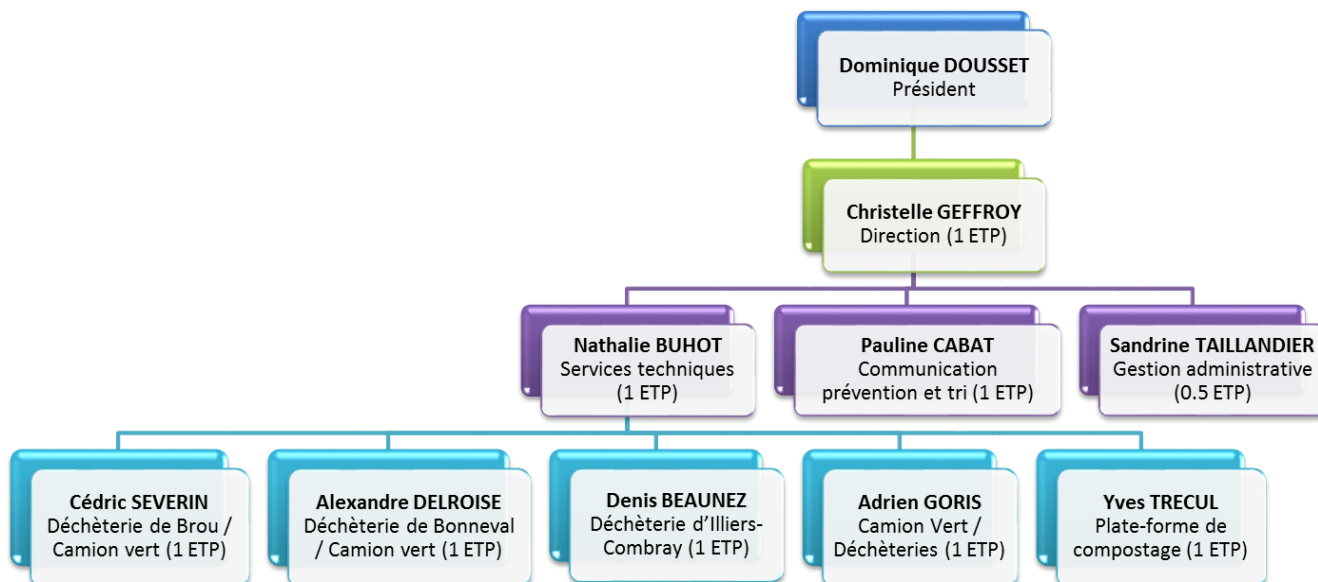 Dominique DOUSSET
Président
Christelle GEFFROY
Direction (1 ETP)
Nathalie BUHOT
Services techniques
(1 ETP)
Pauline CABAT
Communication
prévention et tri (1 ETP)
Sandrine TAILLANDIER
Gestion administrative
(0.5 ETP)
Cédric SEVERIN
Déchèterie de Brou /
Camion vert (1 ETP)
Alexandre DELROISE
Déchèterie de Bonneval
/ Camion vert (1 ETP)
Denis BEAUNEZ
Déchèterie d’Illiers-
Combray (1 ETP)
Adrien GORIS
Camion Vert /
Déchèteries (1 ETP)
Yves TRECUL
Plate-forme de
compostage (1 ETP)